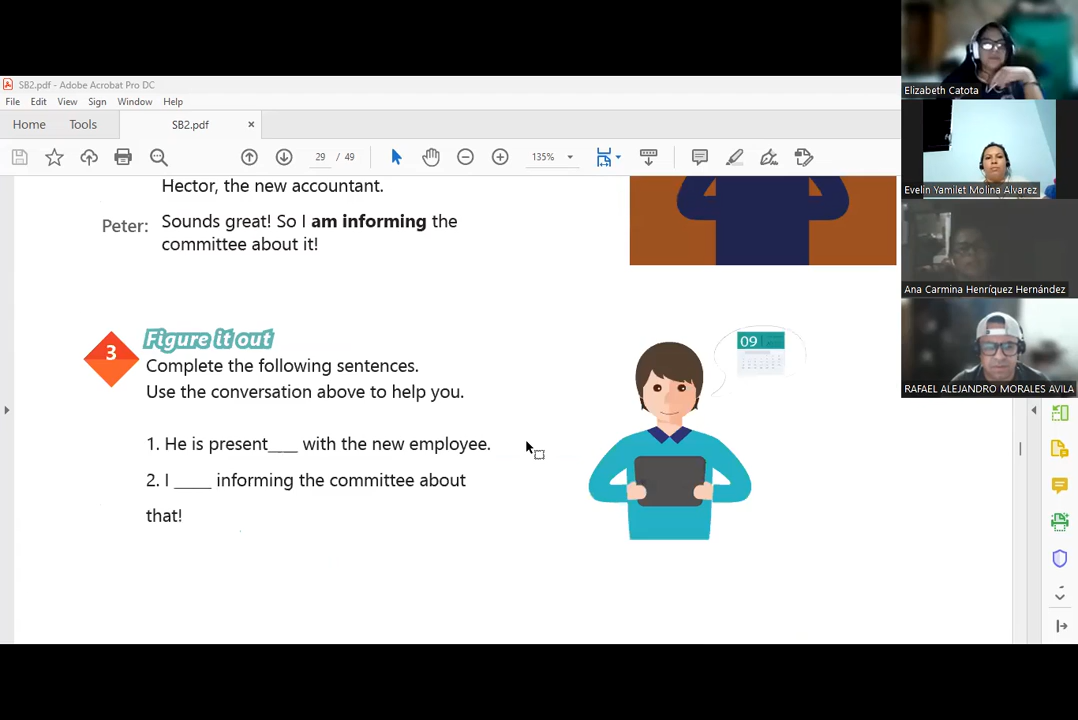 SB2.pdf - Adobe Acrobat Pro DC
File Edit View Sign Window Help
Home Tools SB2.pdf ×
29 / 49 135%
Hector, the new accountant.
Peter: Sounds great! So I am informing the
committee about it!
3
Figure it out
Complete the following sentences.
Use the conversation above to help you.
09
1. He is present____ with the new employee.
2. I ____ informing the committee about
that!
Elizabeth Catota
Evelin Yamilet Molina Alvarez
Ana Carmina Henríquez Hernández
RAFAEL ALEJANDRO MORALES AVILA